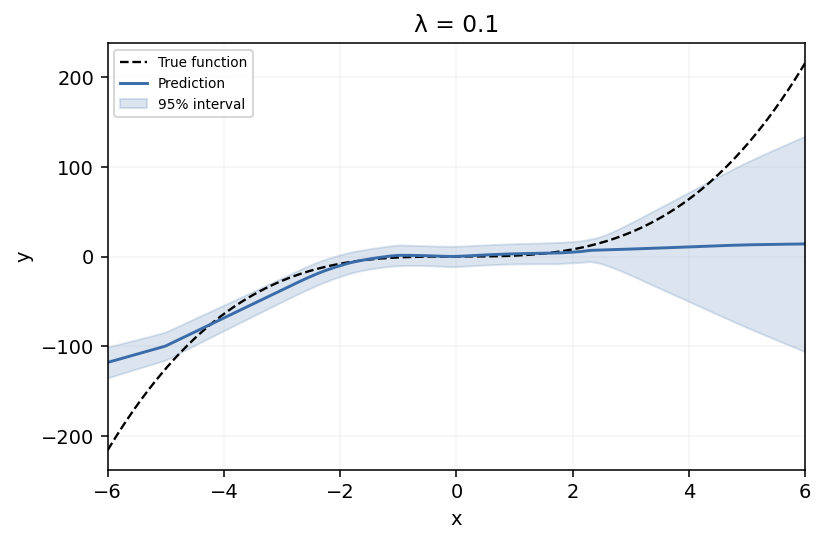 λ = 0.1
True function
Prediction
95% interval
200
100
0
−100
−200
y
−6
−4
−2
0
2
4
6
x